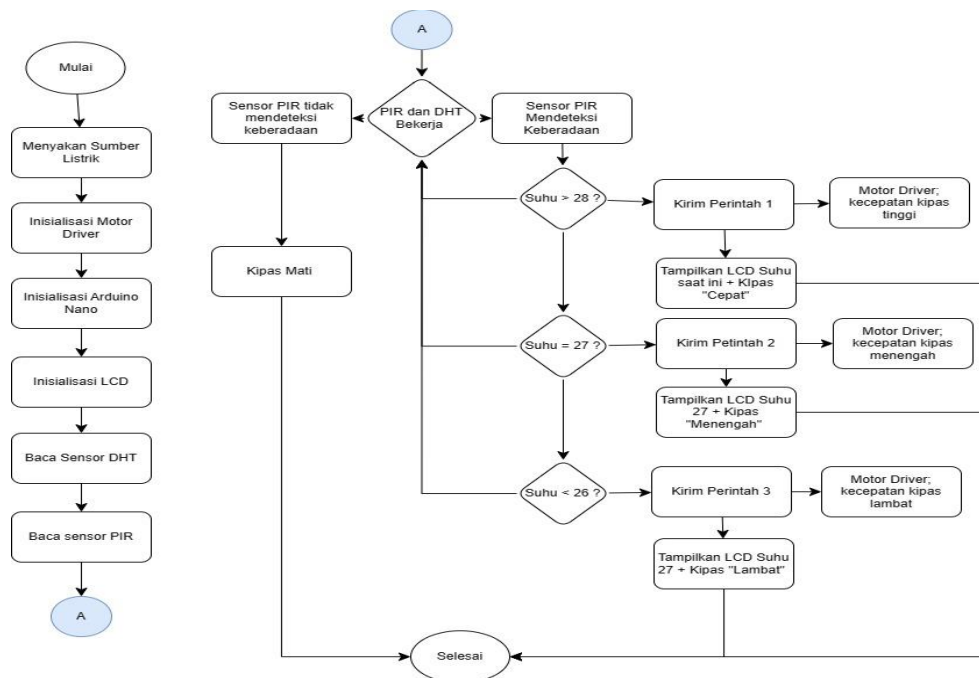 Mulai
Menyakan Sumber
Listrik
Inisialisasi Motor
Driver
Inisialisasi Arduino
Nano
Inisialisasi LCD
Baca Sensor DHT
Baca sensor PIR
A
A
PIR dan DHT
Bekerja
Sensor PIR tidak
mendeteksi
keberadaan
Kipas Mati
Sensor PIR
Mendeteksi
Keberadaan
Suhu > 28 ?
Kirim Perintah 1
Motor Driver;
kecepatan kipas
tinggi
Tampilkan LCD Suhu
saat ini + KIpas
"Cepat"
Suhu = 27 ?
Kirim Petintah 2
Motor Driver;
kecepatan kipas
menengah
Tampilkan LCD Suhu
27 + Kipas
"Menengah"
Suhu < 26 ?
Kirim Perintah 3
Motor Driver;
kecepatan kipas
lambat
Tampilkan LCD Suhu
27 + Kipas "Lambat"
Selesai